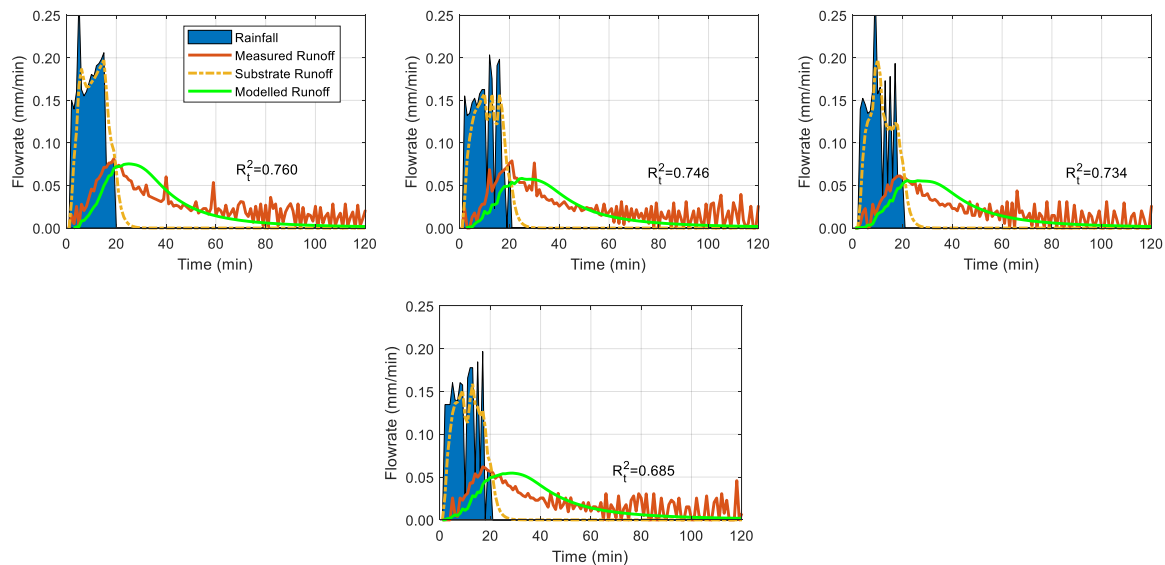 0.25
0.20
0.15
0.10
0.05
0.00
Flowrate (mm/min)
Rainfall
Measured Runoff
Substrate Runoff
Modelled Runoff
R_t^2=0.760
0 20 40 60 80 100 120
Time (min)
0.25
0.20
0.15
0.10
0.05
0.00
Flowrate (mm/min)
R_t^2=0.746
0 20 40 60 80 100 120
Time (min)
0.25
0.20
0.15
0.10
0.05
0.00
Flowrate (mm/min)
R_t^2=0.734
0 20 40 60 80 100 120
Time (min)
0.25
0.20
0.15
0.10
0.05
0.00
Flowrate (mm/min)
R_t^2=0.685
0 20 40 60 80 100 120
Time (min)